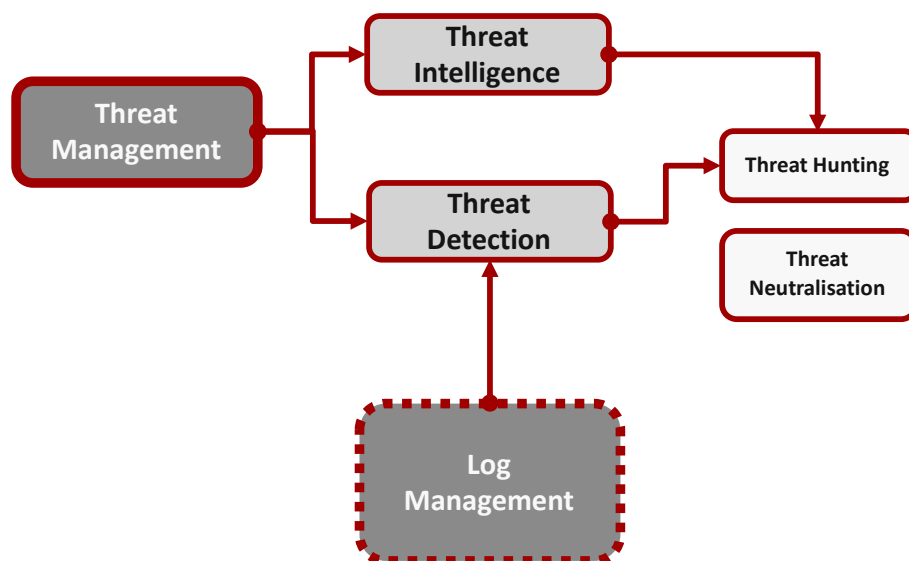 Threat
Intelligence
Threat
Management
Threat Hunting
Threat
Detection
Threat
Neutralisation
Log
Management